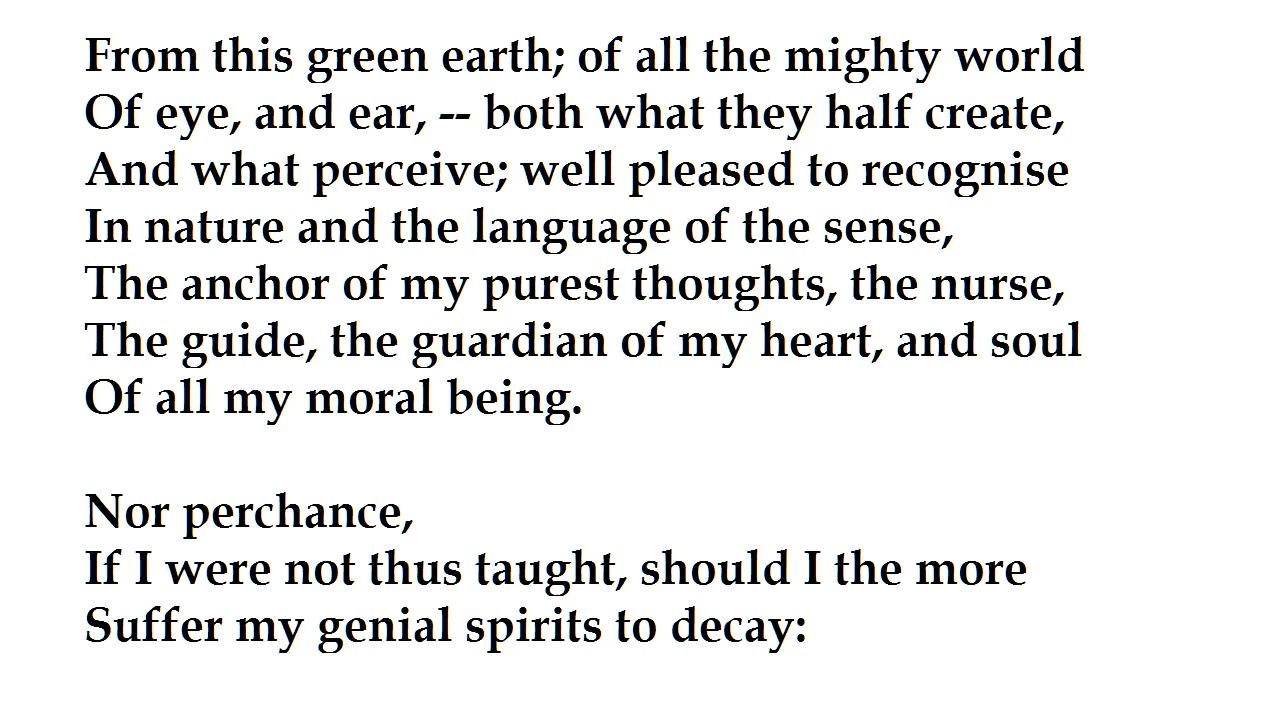 From this green earth; of all the mighty world
Of eye, and ear, -- both what they half create,
And what perceive; well pleased to recognise
In nature and the language of the sense,
The anchor of my purest thoughts, the nurse,
The guide, the guardian of my heart, and soul
Of all my moral being.

Nor perchance,
If I were not thus taught, should I the more
Suffer my genial spirits to decay: